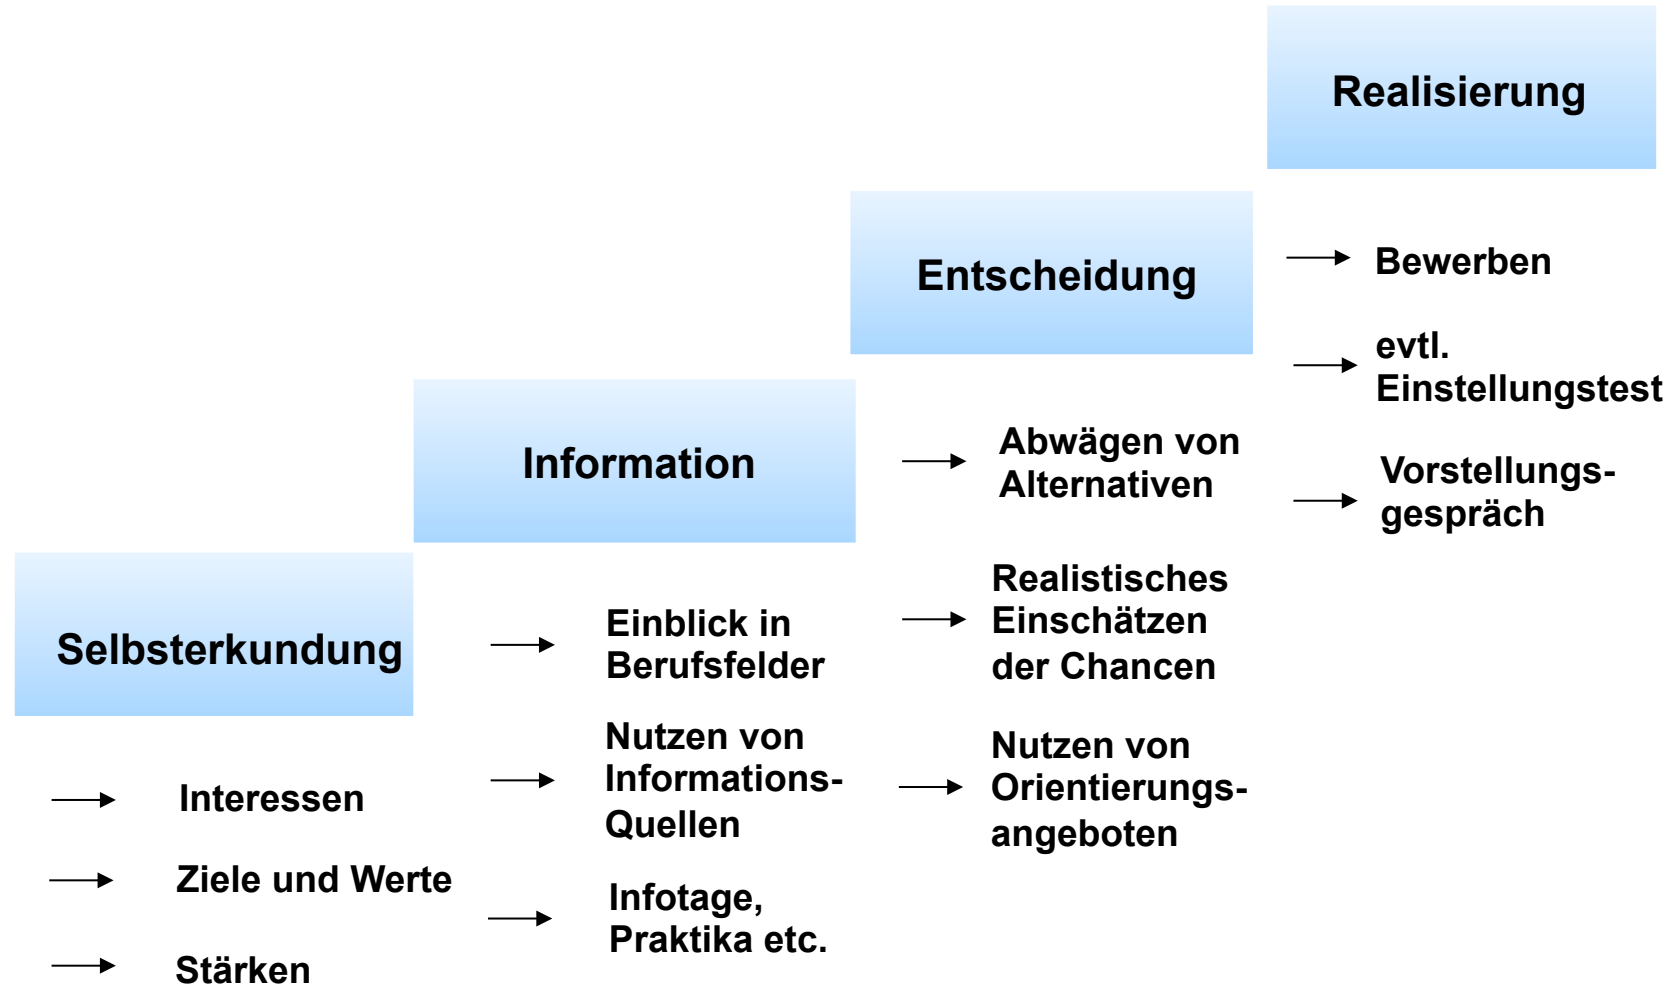 Realisierung
Bewerben
evtl.
Einstellungstest
Vorstellungs-
gespräch
Entscheidung
Abwägen von
Alternativen
Realistisches
Einschätzen
der Chancen
Nutzen von
Orientierungs-
angeboten
Information
Einblick in
Berufsfelder
Nutzen von
Informations-
Quellen
Infotage,
Praktika etc.
Selbsterkundung
Interessen
Ziele und Werte
Stärken